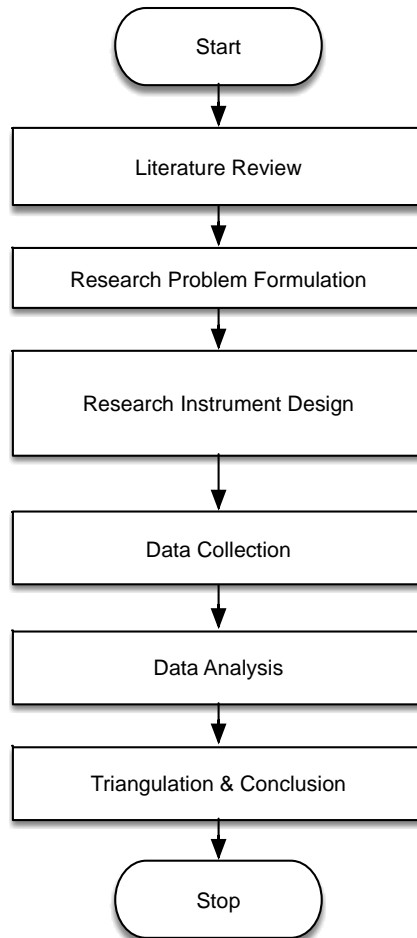 Start
Literature Review
Research Problem Formulation
Research Instrument Design
Data Collection
Data Analysis
Triangulation & Conclusion
Stop